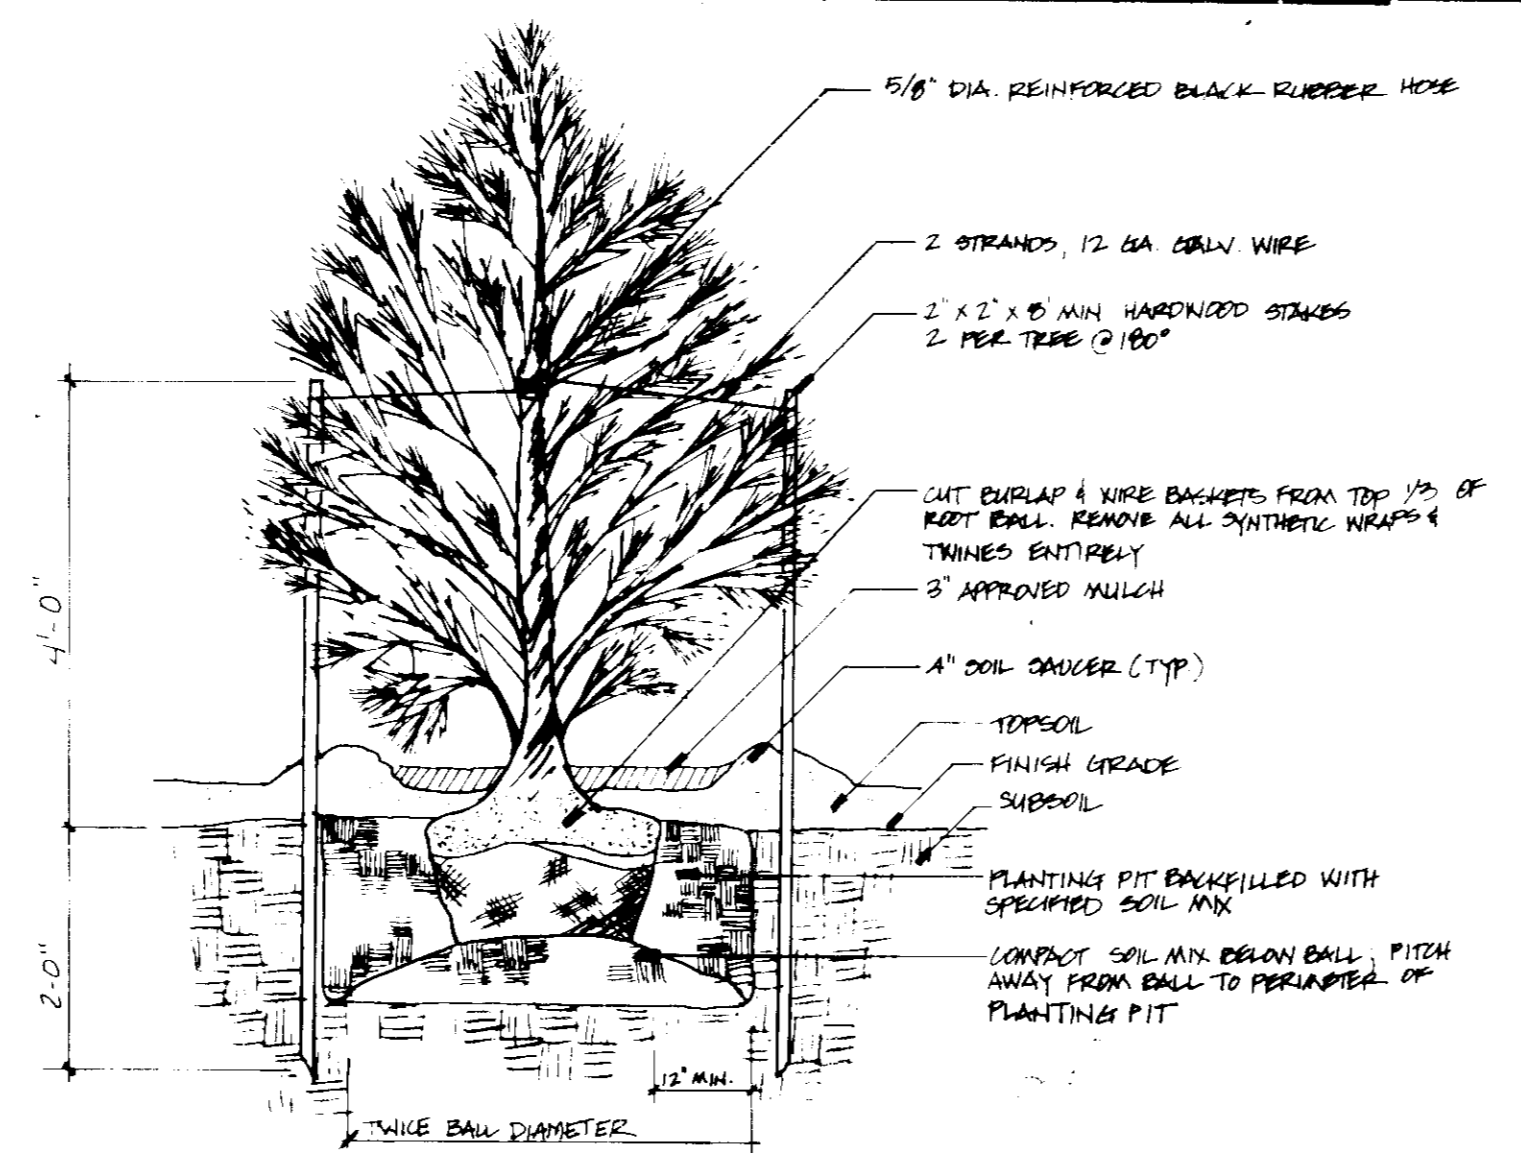 5/8" DIA. REINFORCED BLACK RUBBER HOSE
2 STRANDS, 12 GA. GALV. WIRE
2" X 2" X 8' MIN HARDWOOD STAKES
2 PER TREE @ 180°
CUT BURLAP & WIRE BASKETS FROM TOP 1/3 OF
ROOT BALL. REMOVE ALL SYNTHETIC WRAPS &
TWINES ENTIRELY
3" APPROVED MULCH
4" SOIL SAUCER (TYP.)
TOPSOIL
FINISH GRADE
SUBSOIL
PLANTING PIT BACKFILLED WITH
SPECIFIED SOIL MIX
COMPACT SOIL MIX BELOW BALL, PITCH
AWAY FROM BALL TO PERIMETER OF
PLANTING PIT
4'-0"
2'-0"
12" MIN.
TWICE BALL DIAMETER